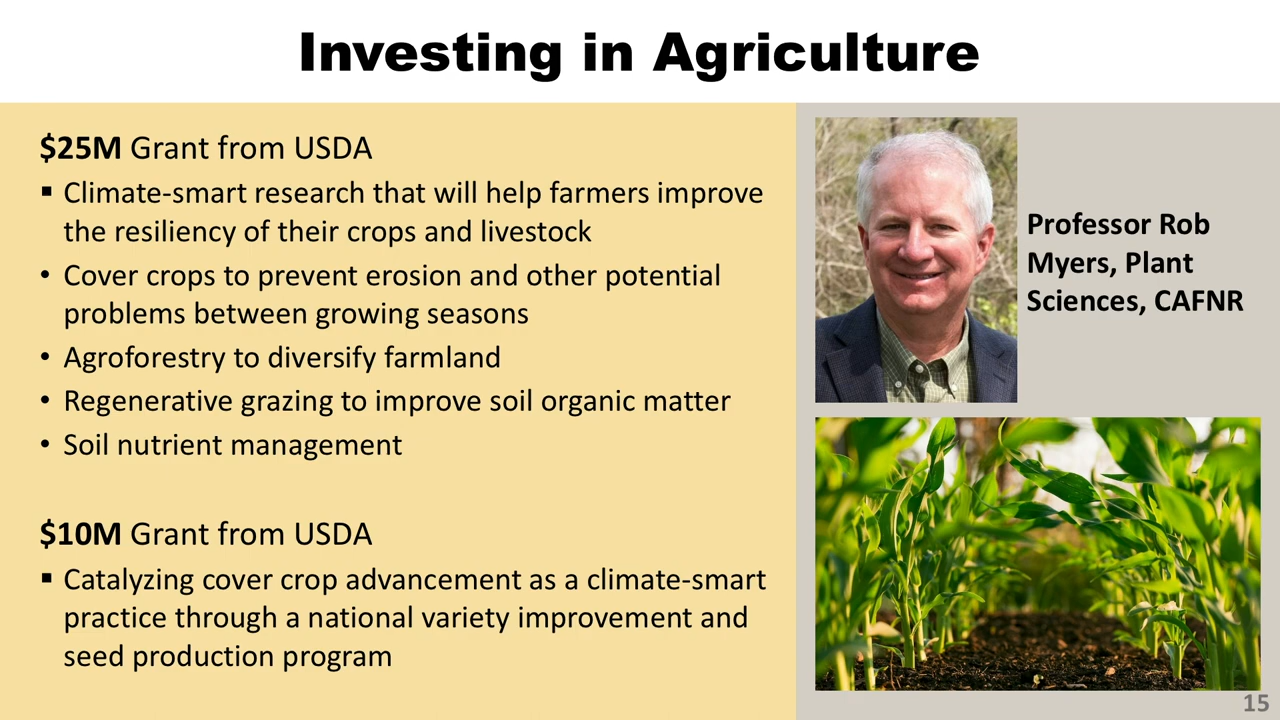 Investing in Agriculture
$25M Grant from USDA
▪ Climate-smart research that will help farmers improve
the resiliency of their crops and livestock
• Cover crops to prevent erosion and other potential
problems between growing seasons
• Agroforestry to diversify farmland
• Regenerative grazing to improve soil organic matter
• Soil nutrient management
$10M Grant from USDA
▪ Catalyzing cover crop advancement as a climate-smart
practice through a national variety improvement and
seed production program
Professor Rob
Myers, Plant
Sciences, CAFNR
15